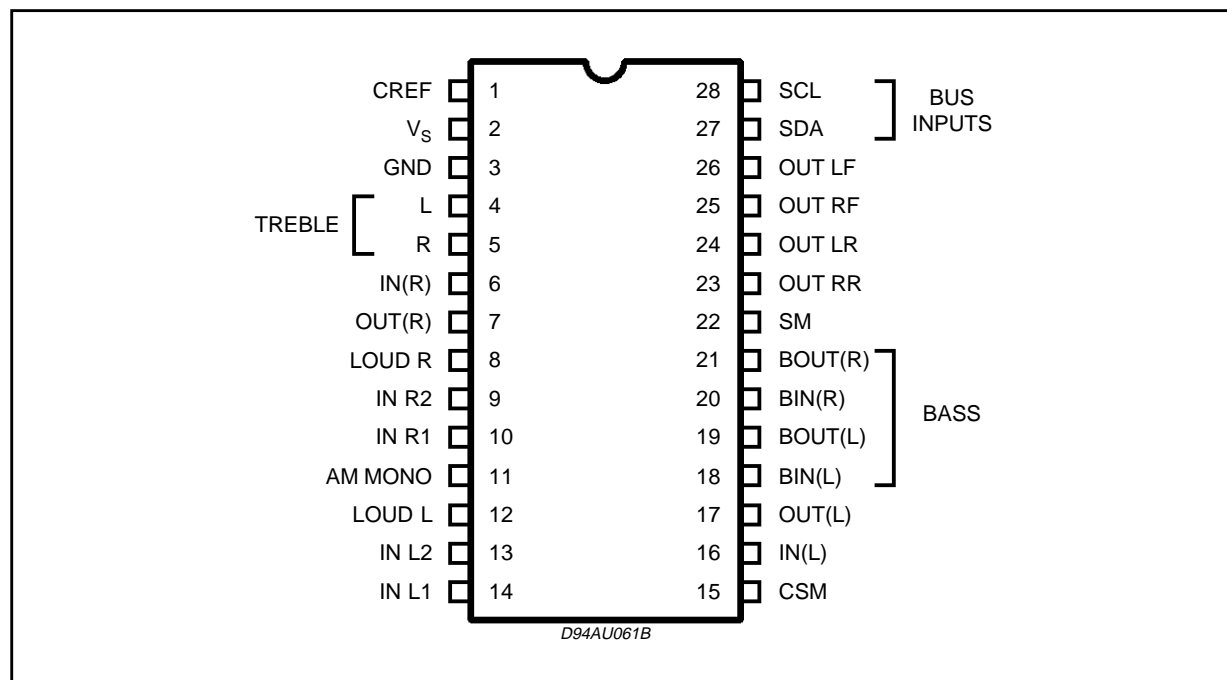 CREF 1 28 SCL
V_S 2 27 SDA
BUS INPUTS
GND 3 26 OUT LF
TREBLE
L 4 25 OUT RF
R 5 24 OUT LR
IN(R) 6 23 OUT RR
OUT(R) 7 22 SM
LOUD R 8 21 BOUT(R)
IN R2 9 20 BIN(R)
BASS
IN R1 10 19 BOUT(L)
AM MONO 11 18 BIN(L)
LOUD L 12 17 OUT(L)
IN L2 13 16 IN(L)
IN L1 14 15 CSM
D94AU061B